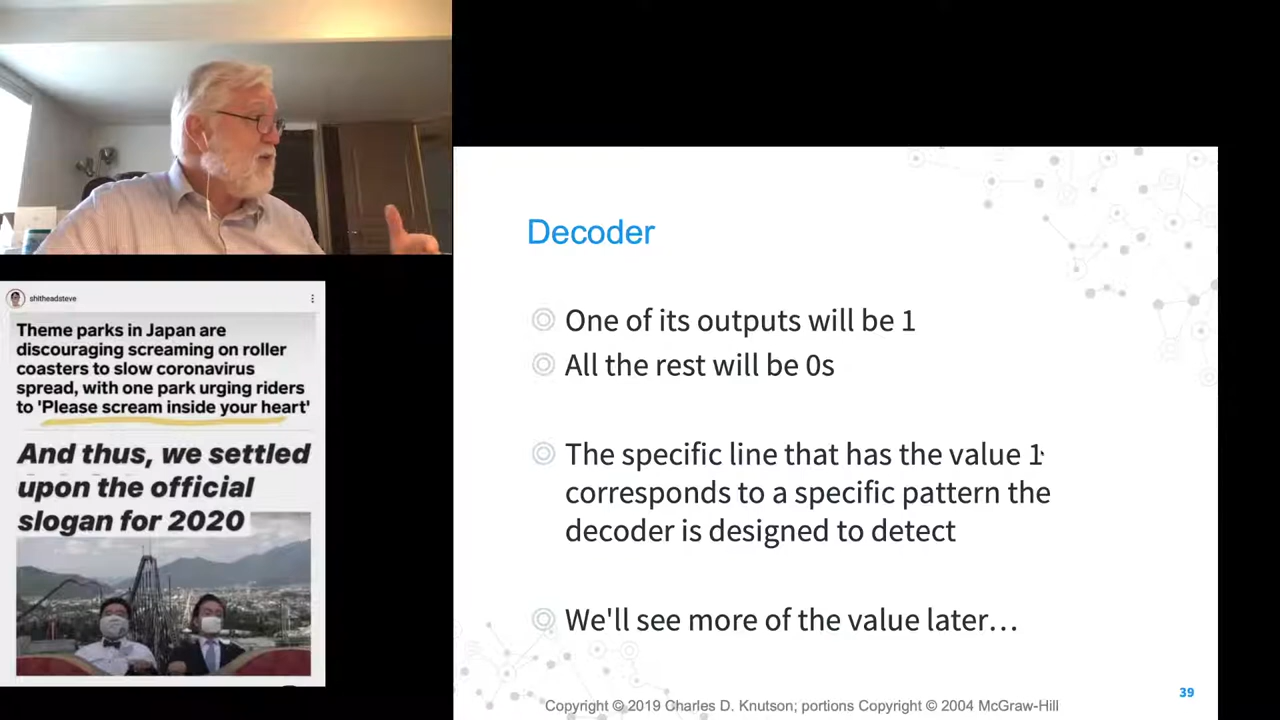 shitheadsteve
Theme parks in Japan are
discouraging screaming on roller
coasters to slow coronavirus
spread, with one park urging riders
to 'Please scream inside your heart'
And thus, we settled
upon the official
slogan for 2020
Decoder
One of its outputs will be 1
All the rest will be 0s
The specific line that has the value 1
corresponds to a specific pattern the
decoder is designed to detect
We'll see more of the value later…
39
Copyright © 2019 Charles D. Knutson; portions Copyright © 2004 McGraw-Hill